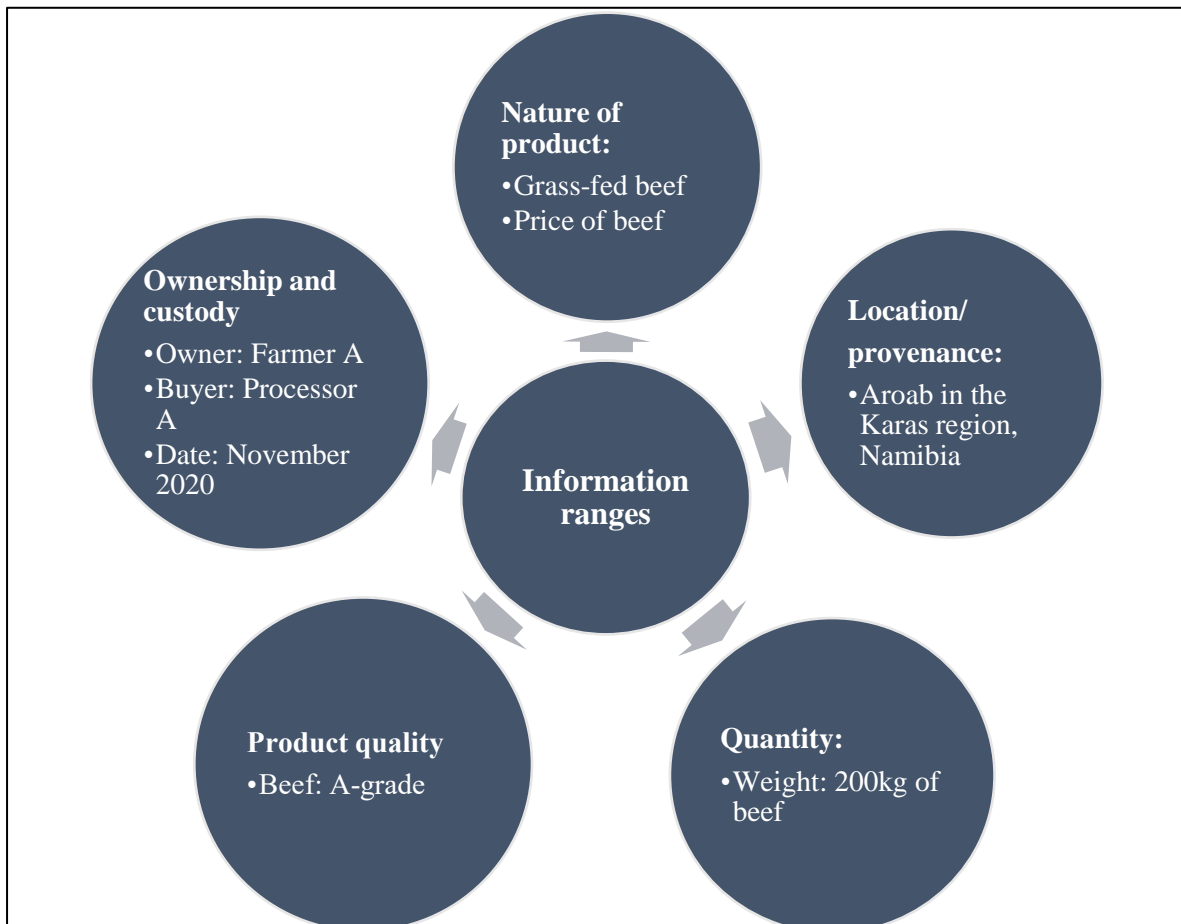 Nature of
product:
•Grass-fed beef
•Price of beef
Ownership and
custody
•Owner: Farmer A
•Buyer: Processor
A
•Date: November
2020
Location/
provenance:
•Aroab in the
Karas region,
Namibia
Information
ranges
Product quality
•Beef: A-grade
Quantity:
•Weight: 200kg of
beef